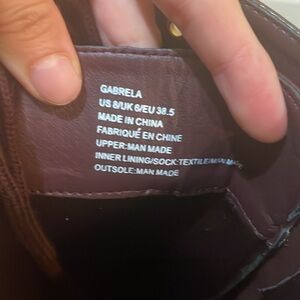 GABRELA
US 8/UK 6/EU 38.5
MADE IN CHINA
FABRIQUÉ EN CHINE
UPPER:MAN MADE
INNER LINING/SOCK:TEXTILE/MAN MADE
OUTSOLE:MAN MADE